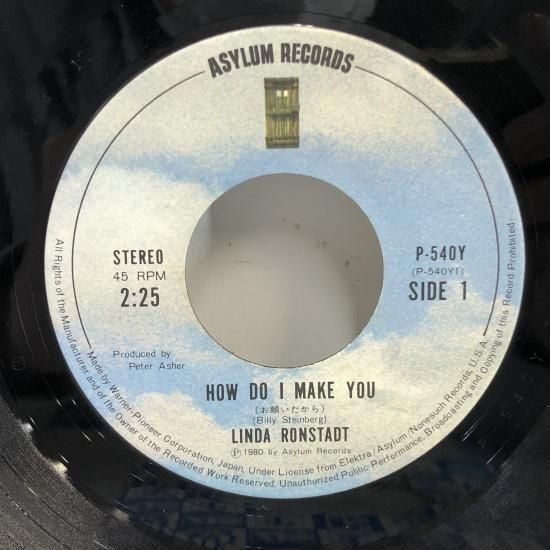 ASYLUM RECORDS
STEREO
45 RPM
2:25
P-540Y
(P-540Y1)
SIDE 1
Produced by
Peter Asher
HOW DO I MAKE YOU
(お願いだから)
(Billy Steinberg)
LINDA RONSTADT
Ⓟ1980 by Asylum Records
Made by Warner-Pioneer Corporation, Japan, Under License from Elektra/Asylum/Nonesuch Records, U.S.A.
All Rights of the Manufacturer and of the Owner of the Recorded Work Reserved. Unauthorized Public Performance, Broadcasting and Copying of this Record Prohibited.